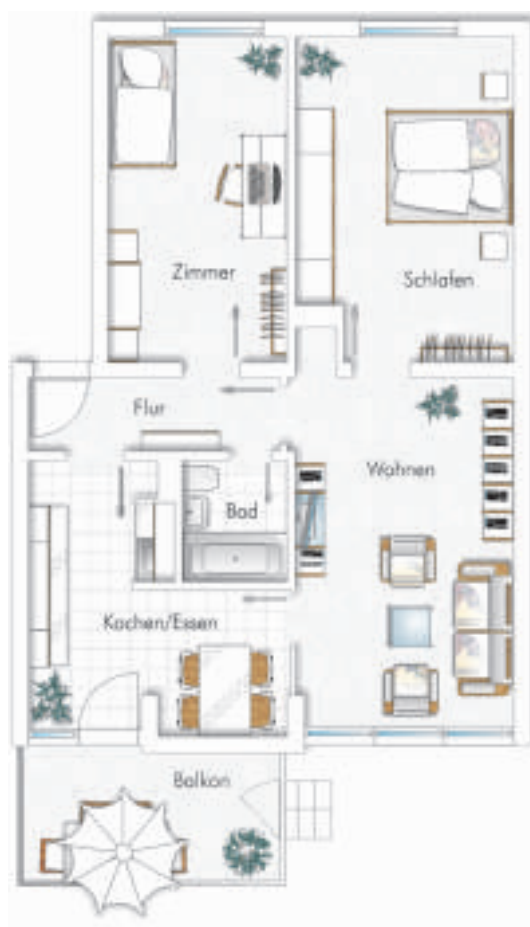 Zimmer
Schlafen
Flur
Wohnen
Bad
Kochen/Essen
Balkon